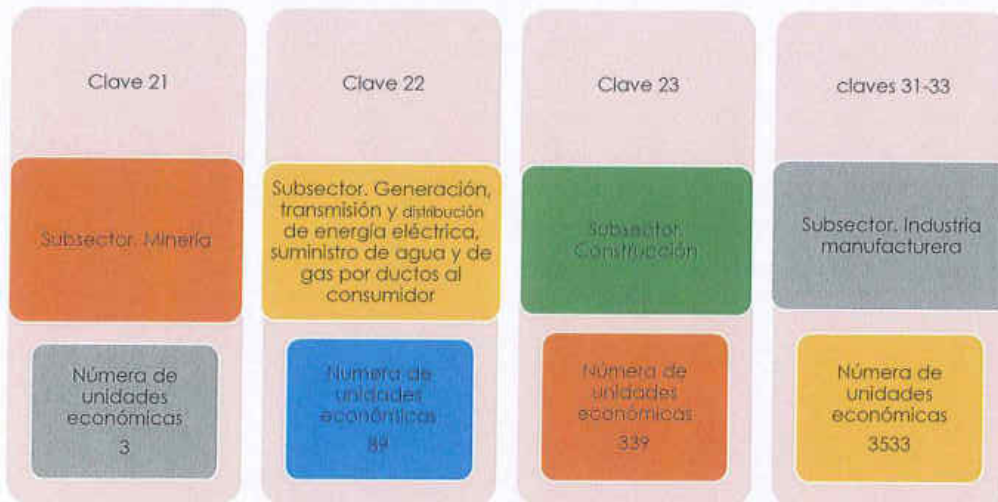 Clave 21
Subsector. Minería
Número de
unidades
económicas
3
Clave 22
Subsector. Generación,
transmisión y distribución
de energía eléctrica,
suministro de agua y de
gas por ductos al
consumidor
Número de
unidades
económicas
89
Clave 23
Subsector.
Construcción
Número de
unidades
económicas
339
claves 31-33
Subsector. Industria
manufacturera
Número de
unidades
económicas
3533